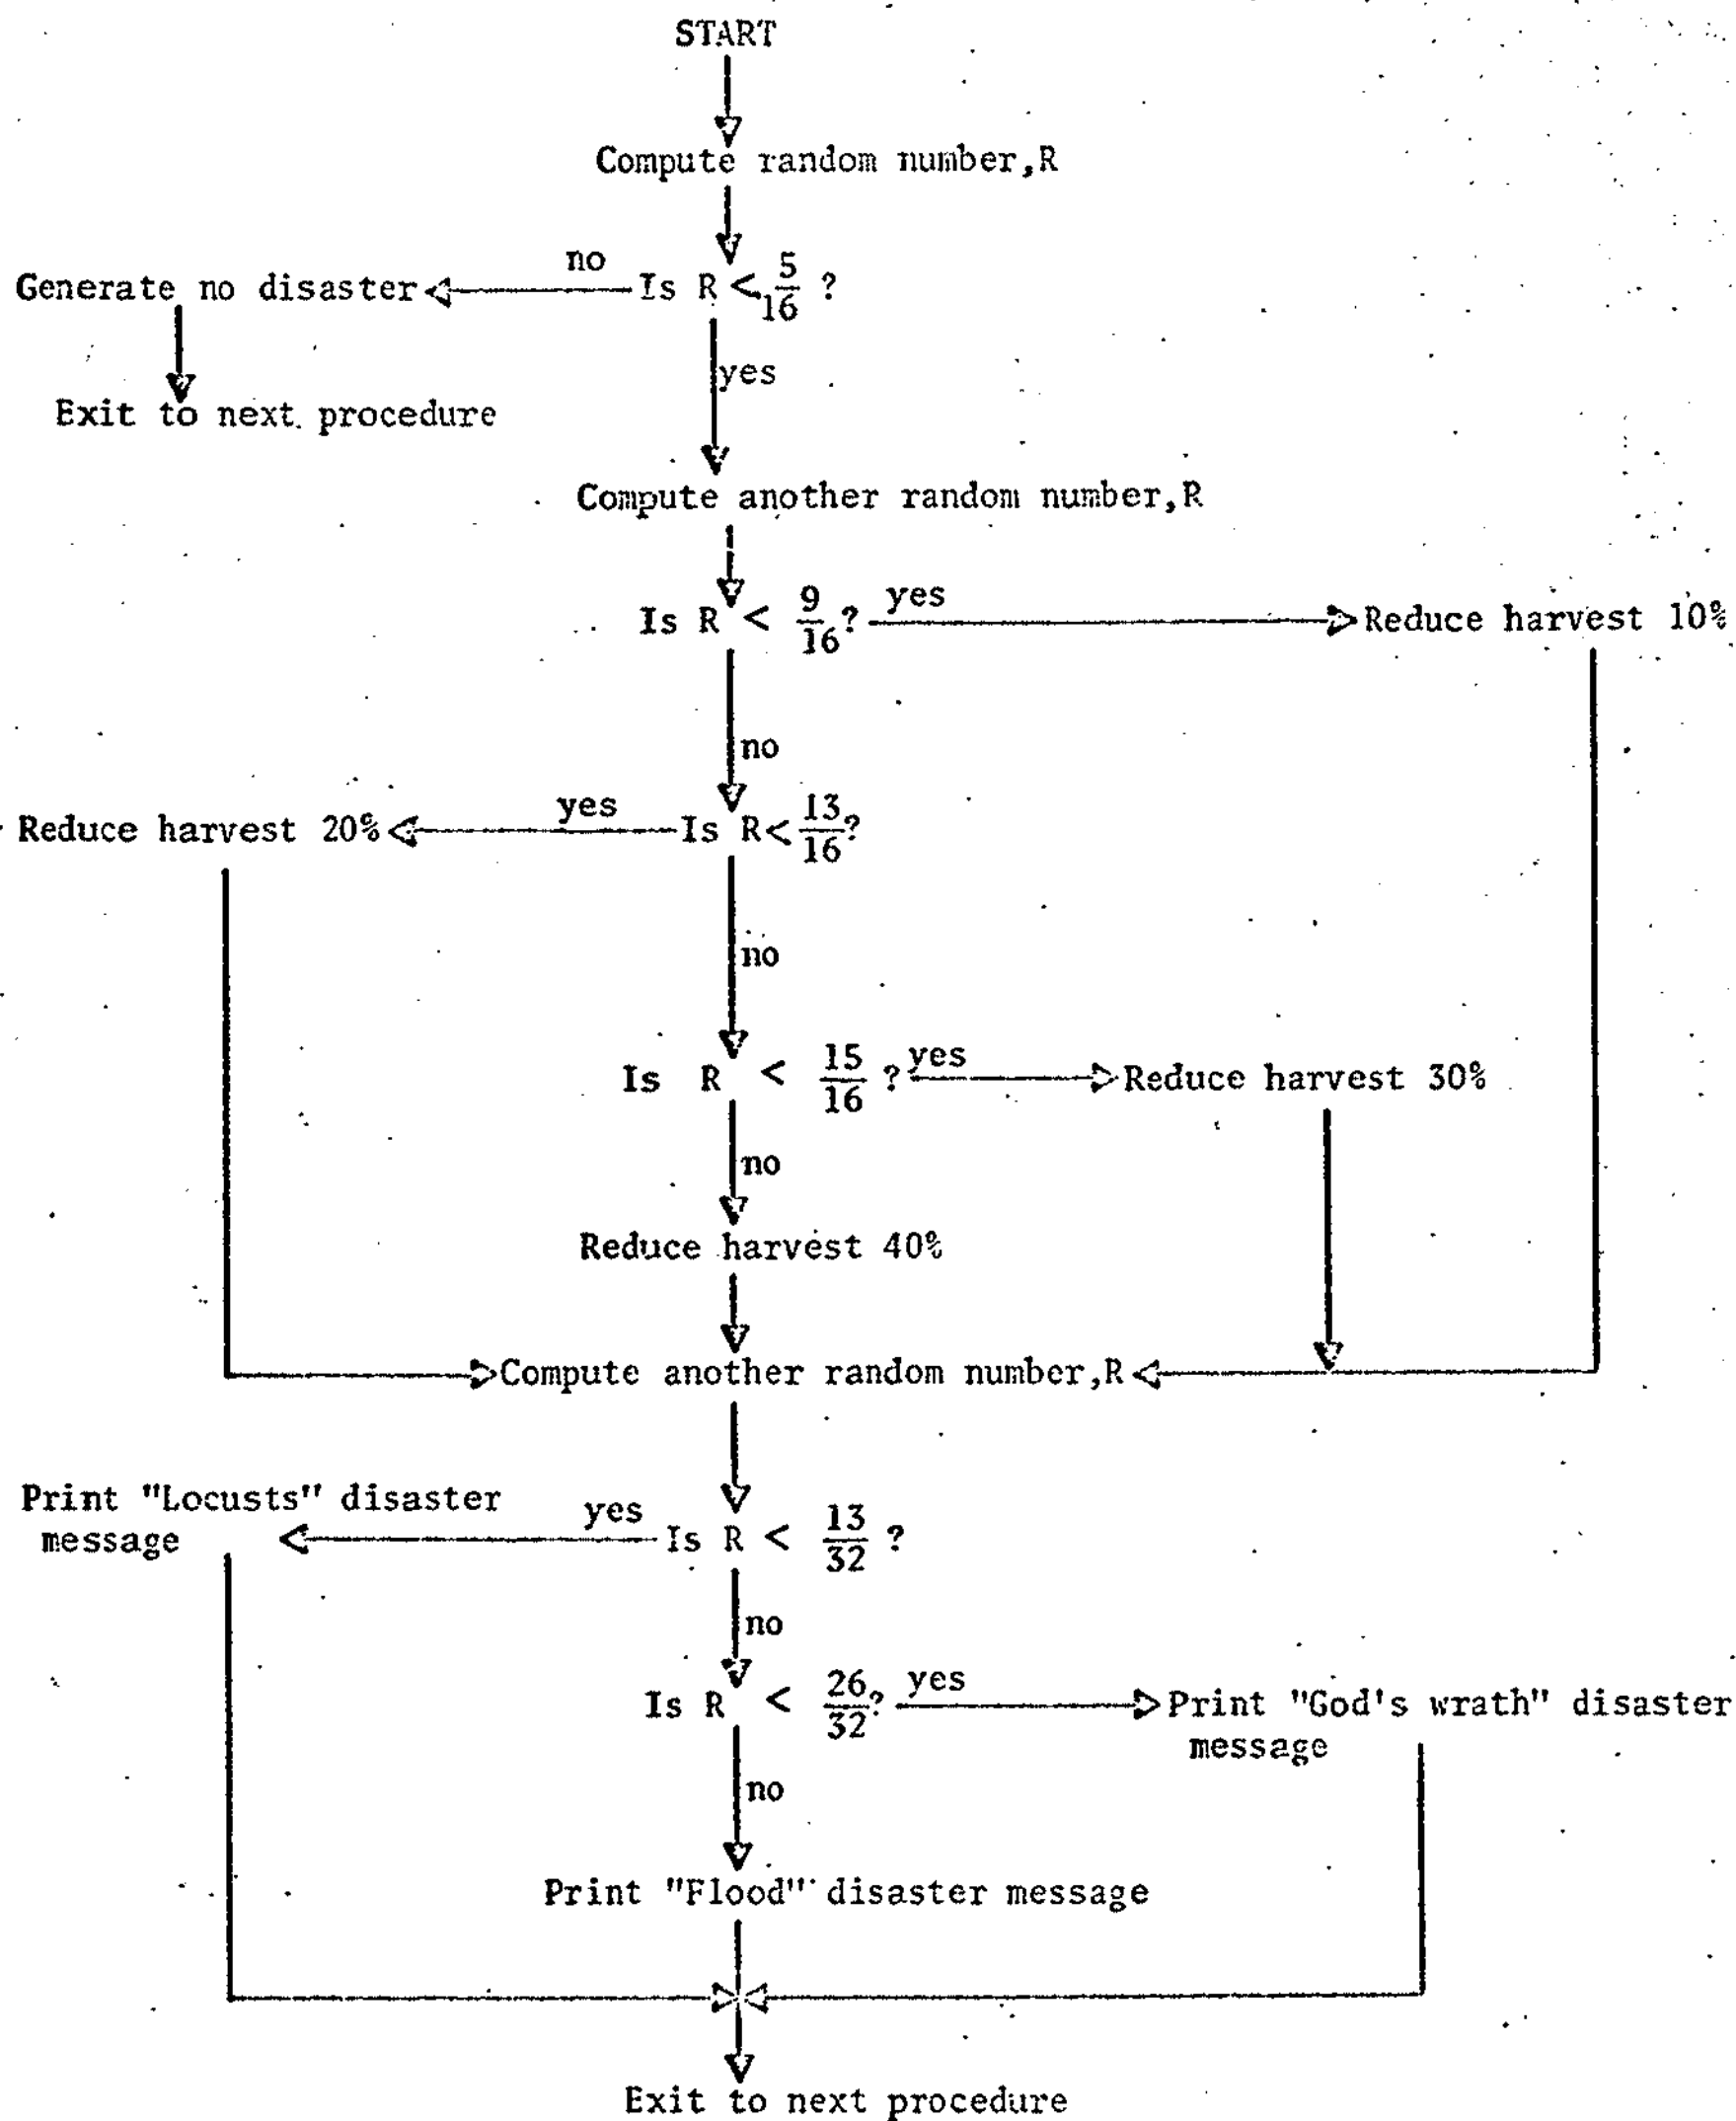 START
Compute random number,R
Generate no disaster
no
Is R < 5/16 ?
yes
Exit to next procedure
Compute another random number,R
Is R < 9/16?
yes
Reduce harvest 10%
no
Reduce harvest 20%
yes
Is R< 13/16?
no
Is R < 15/16 ?
yes
Reduce harvest 30%
no
Reduce harvest 40%
Compute another random number,R
Print "Locusts" disaster
message
yes
Is R < 13/32 ?
no
Is R < 26/32?
yes
Print "God's wrath" disaster
message
no
Print "Flood" disaster message
Exit to next procedure